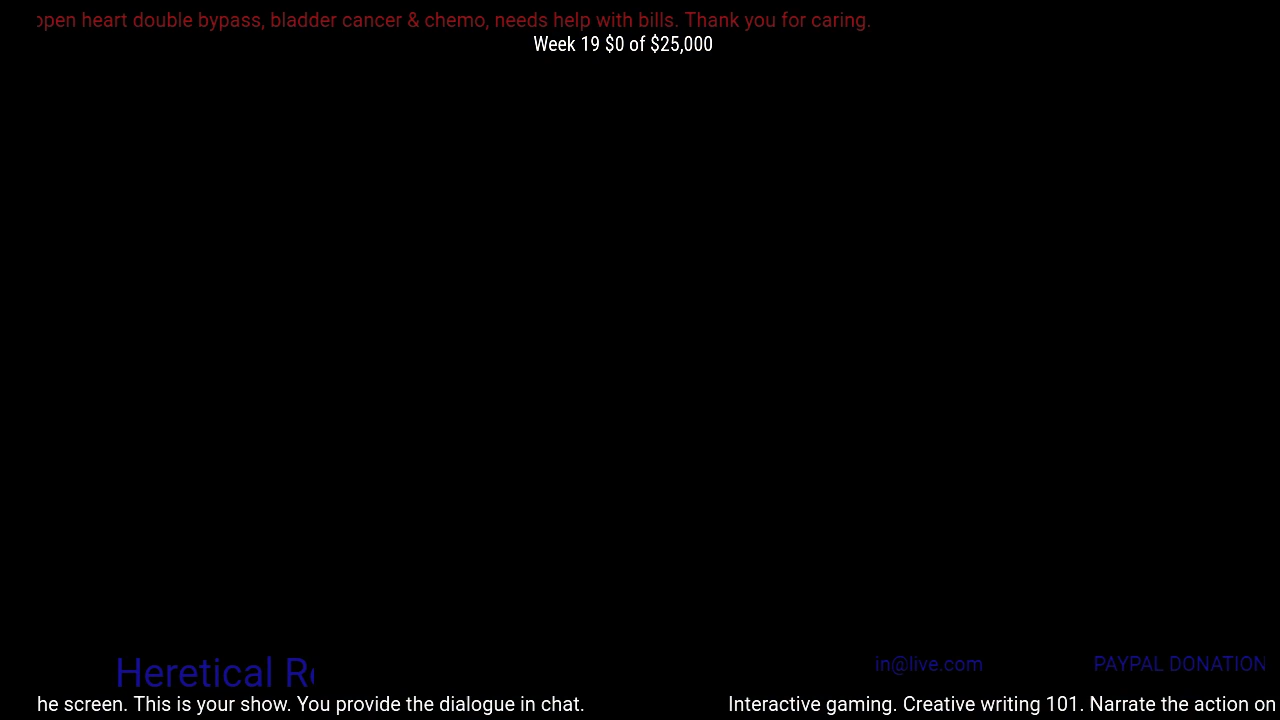 open heart double bypass, bladder cancer & chemo, needs help with bills. Thank you for caring.
Week 19 $0 of $25,000
Heretical
in@live.com PAYPAL DONATION
he screen. This is your show. You provide the dialogue in chat. Interactive gaming. Creative writing 101. Narrate the action on